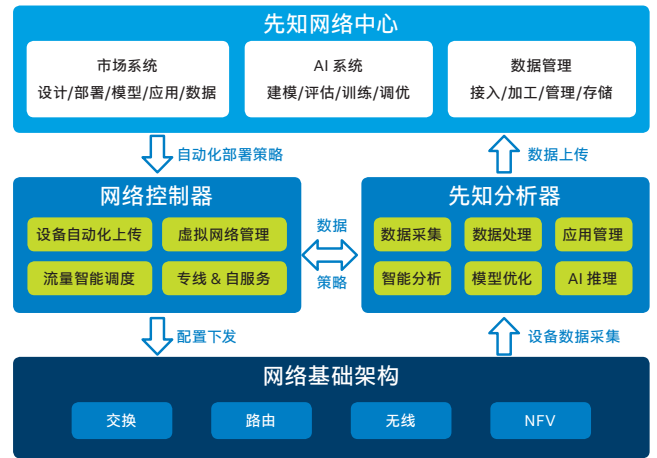 先知网络中心
市场系统
设计/部署/模型/应用/数据
AI 系统
建模/评估/训练/调优
数据管理
接入/加工/管理/存储
自动化部署策略
数据上传
网络控制器
设备自动化上传
虚拟网络管理
流量智能调度
专线 & 自服务
数据
策略
先知分析器
数据采集
数据处理
应用管理
智能分析
模型优化
AI 推理
配置下发
设备数据采集
网络基础架构
交换
路由
无线
NFV